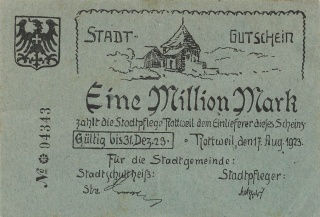 STADT- GUTSCHEIN
Eine Million Mark
zahlt die Stadtpflege Rottweil dem Einlieferer dieses Scheins
Gültig bis 31. Dez. 23.- Rottweil, den 17. Aug. 1923.
Für die Stadtgemeinde:
Stadtschultheiß: Stadtpfleger:
No 04343